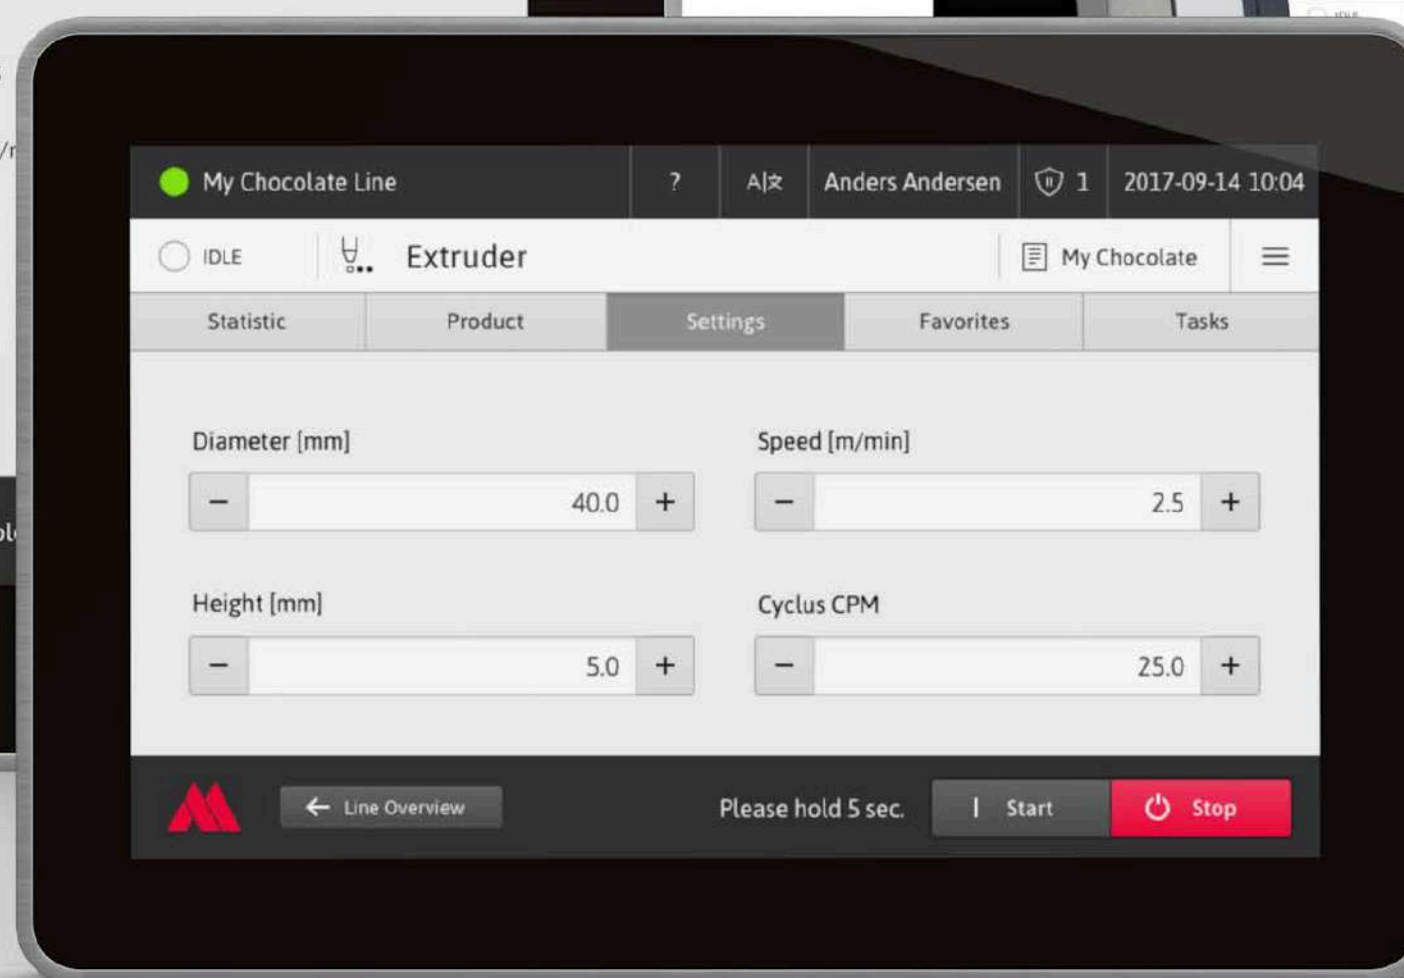 My Chocolate Line ? A|文 Anders Andersen 1 2017-09-14 10:04
IDLE Extruder My Chocolate
Statistic Product Settings Favorites Tasks
Diameter [mm] Speed [m/min]
− 40.0 + − 2.5 +
Height [mm] Cyclus CPM
− 5.0 + − 25.0 +
← Line Overview Please hold 5 sec. Start Stop